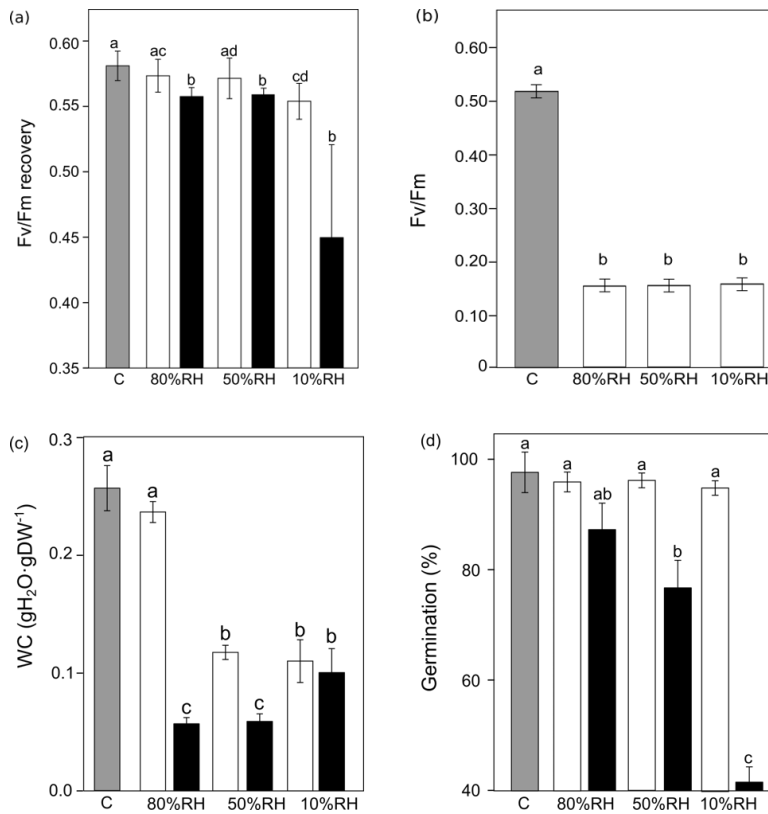 (a)
0.60
0.55
0.50
0.45
0.40
0.35
Fv/Fm recovery
a
ac
b
ad
b
cd
b
C 80%RH 50%RH 10%RH
(b)
0.60
0.50
0.40
0.30
0.20
0.10
0
Fv/Fm
a
b
b
b
C 80%RH 50%RH 10%RH
(c)
0.3
0.2
0.1
0.0
WC (gH₂O·gDW⁻¹)
a
a
c
b
c
b
b
C 80%RH 50%RH 10%RH
(d)
100
80
60
40
Germination (%)
a
a
ab
a
b
a
c
C 80%RH 50%RH 10%RH